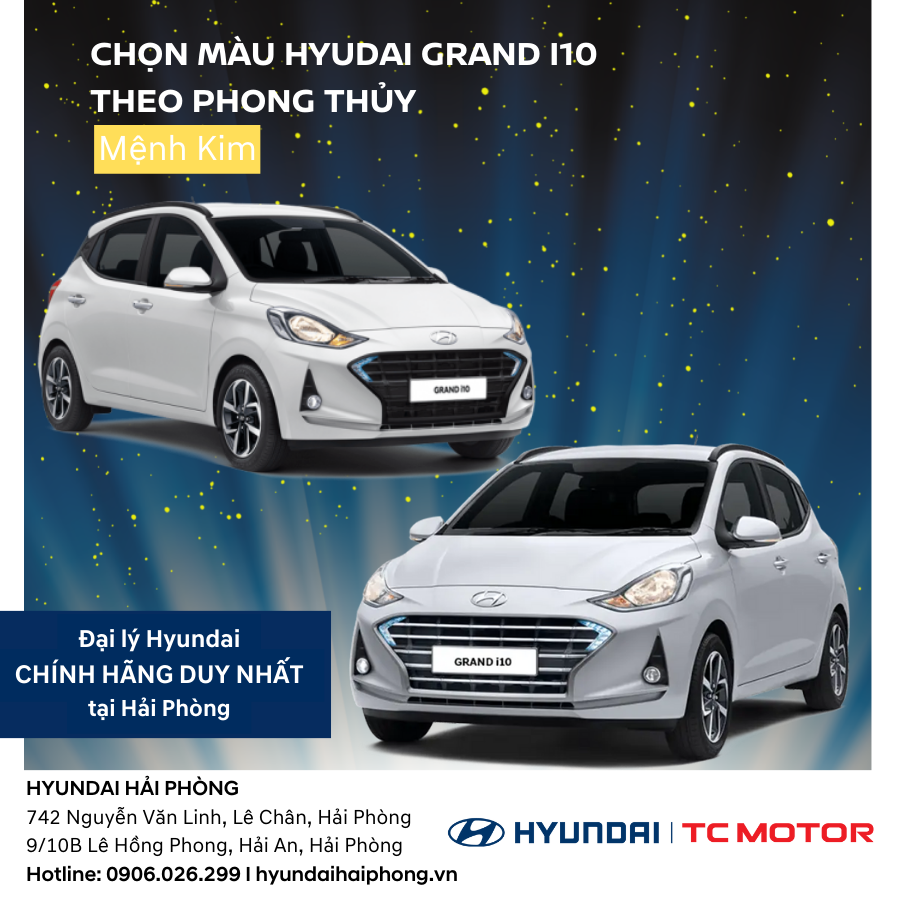 CHỌN MÀU HYUDAI GRAND I10
THEO PHONG THỦY
Mệnh Kim
GRAND i10
GRAND i10
Đại lý Hyundai
CHÍNH HÃNG DUY NHẤT
tại Hải Phòng
HYUNDAI HẢI PHÒNG
742 Nguyễn Văn Linh, Lê Chân, Hải Phòng
9/10B Lê Hồng Phong, Hải An, Hải Phòng
Hotline: 0906.026.299 I hyundaihaiphong.vn
HYUNDAI | TC MOTOR